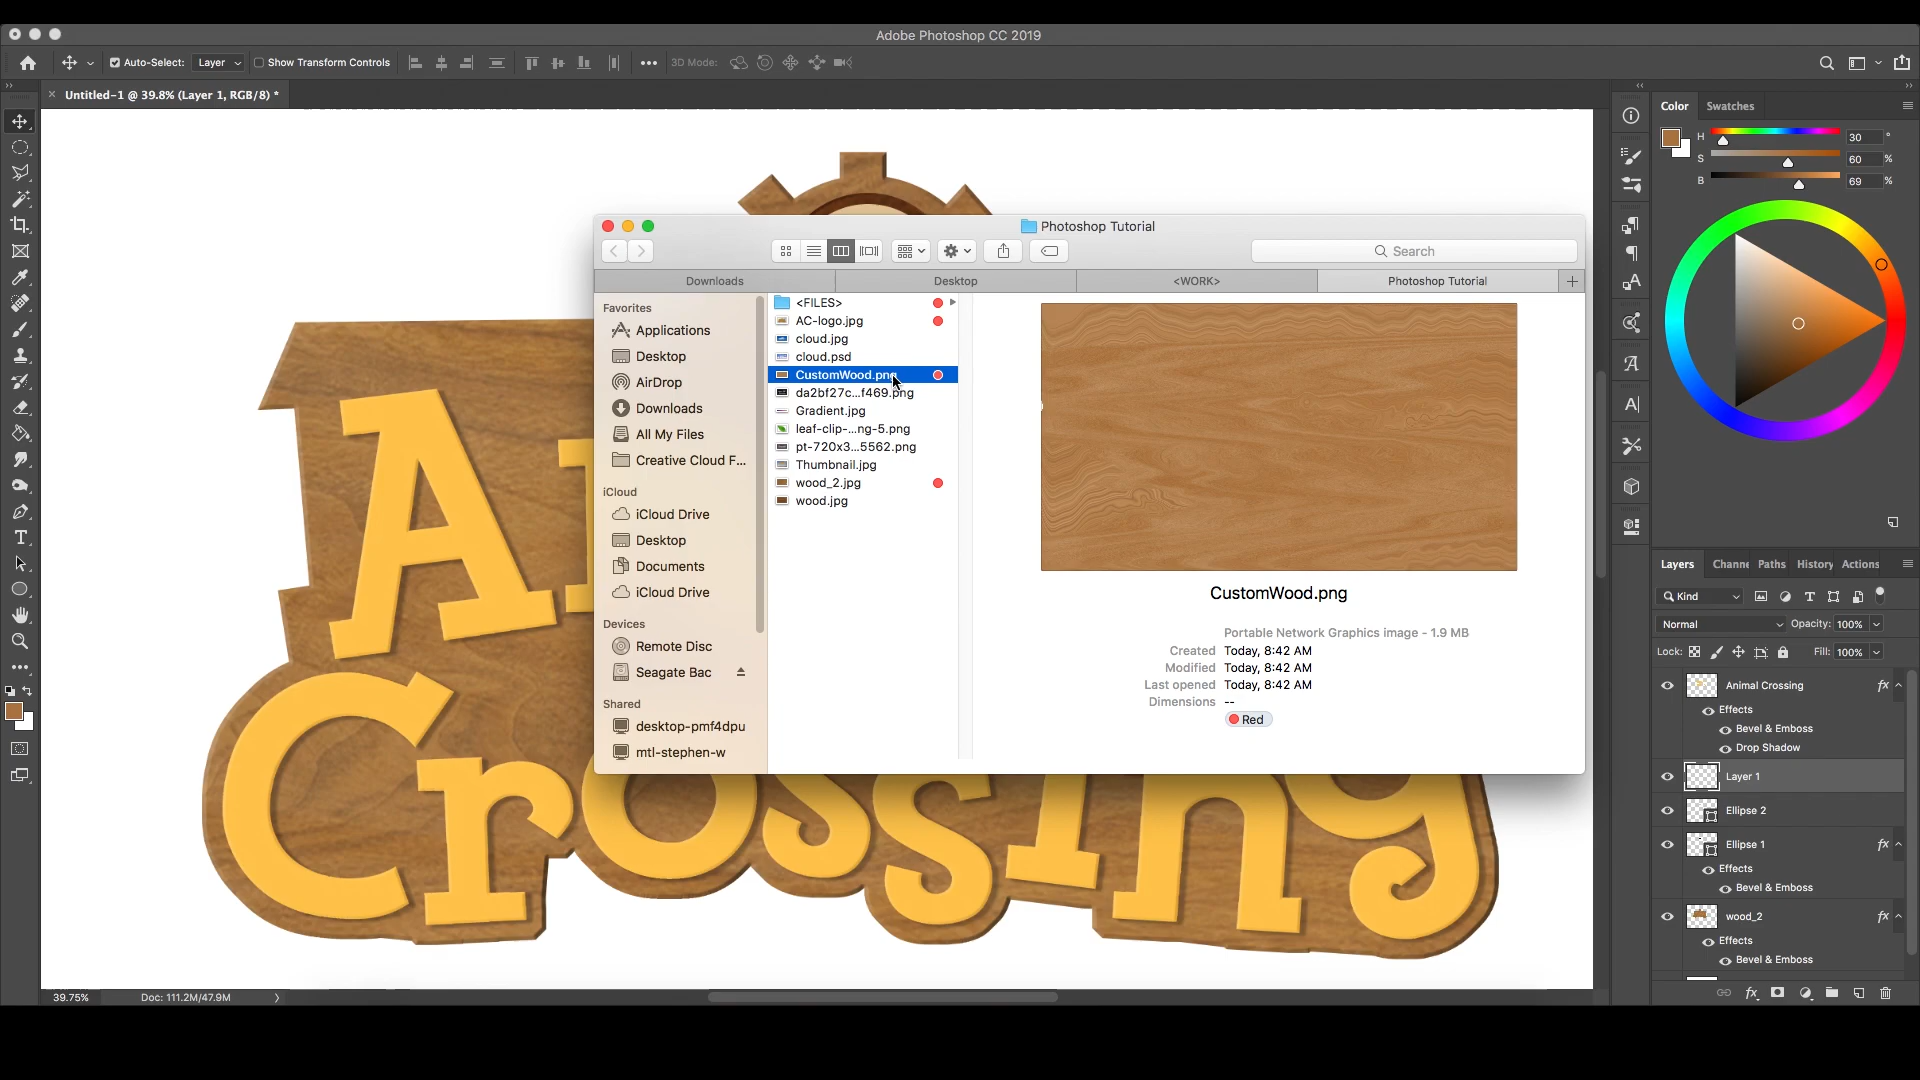 Adobe Photoshop CC 2019
Auto-Select: Layer Show Transform Controls 3D Mode:
Untitled-1 @ 39.8% (Layer 1, RGB/8) *
Color Swatches
H 30 °
S 60 %
B 69 %
Photoshop Tutorial
Search
Downloads Desktop <WORK> Photoshop Tutorial
Favorites
Applications
Desktop
AirDrop
Downloads
All My Files
Creative Cloud F...
iCloud
iCloud Drive
Desktop
Documents
iCloud Drive
Devices
Remote Disc
Seagate Bac
Shared
desktop-pmf4dpu
mtl-stephen-w
<FILES>
AC-logo.jpg
cloud.jpg
cloud.psd
CustomWood.png
da2bf27c...f469.png
Gradient.jpg
leaf-clip-...ng-5.png
pt-720x3...5562.png
Thumbnail.jpg
wood_2.jpg
wood.jpg
CustomWood.png
Portable Network Graphics image - 1.9 MB
Created Today, 8:42 AM
Modified Today, 8:42 AM
Last opened Today, 8:42 AM
Dimensions --
Red
A
Crossing
Layers Channe Paths History Actions
Kind
Normal Opacity: 100%
Lock: Fill: 100%
Animal Crossing fx
Effects
Bevel & Emboss
Drop Shadow
Layer 1
Ellipse 2
Ellipse 1 fx
Effects
Bevel & Emboss
wood_2 fx
Effects
Bevel & Emboss
39.75% Doc: 111.2M/47.9M